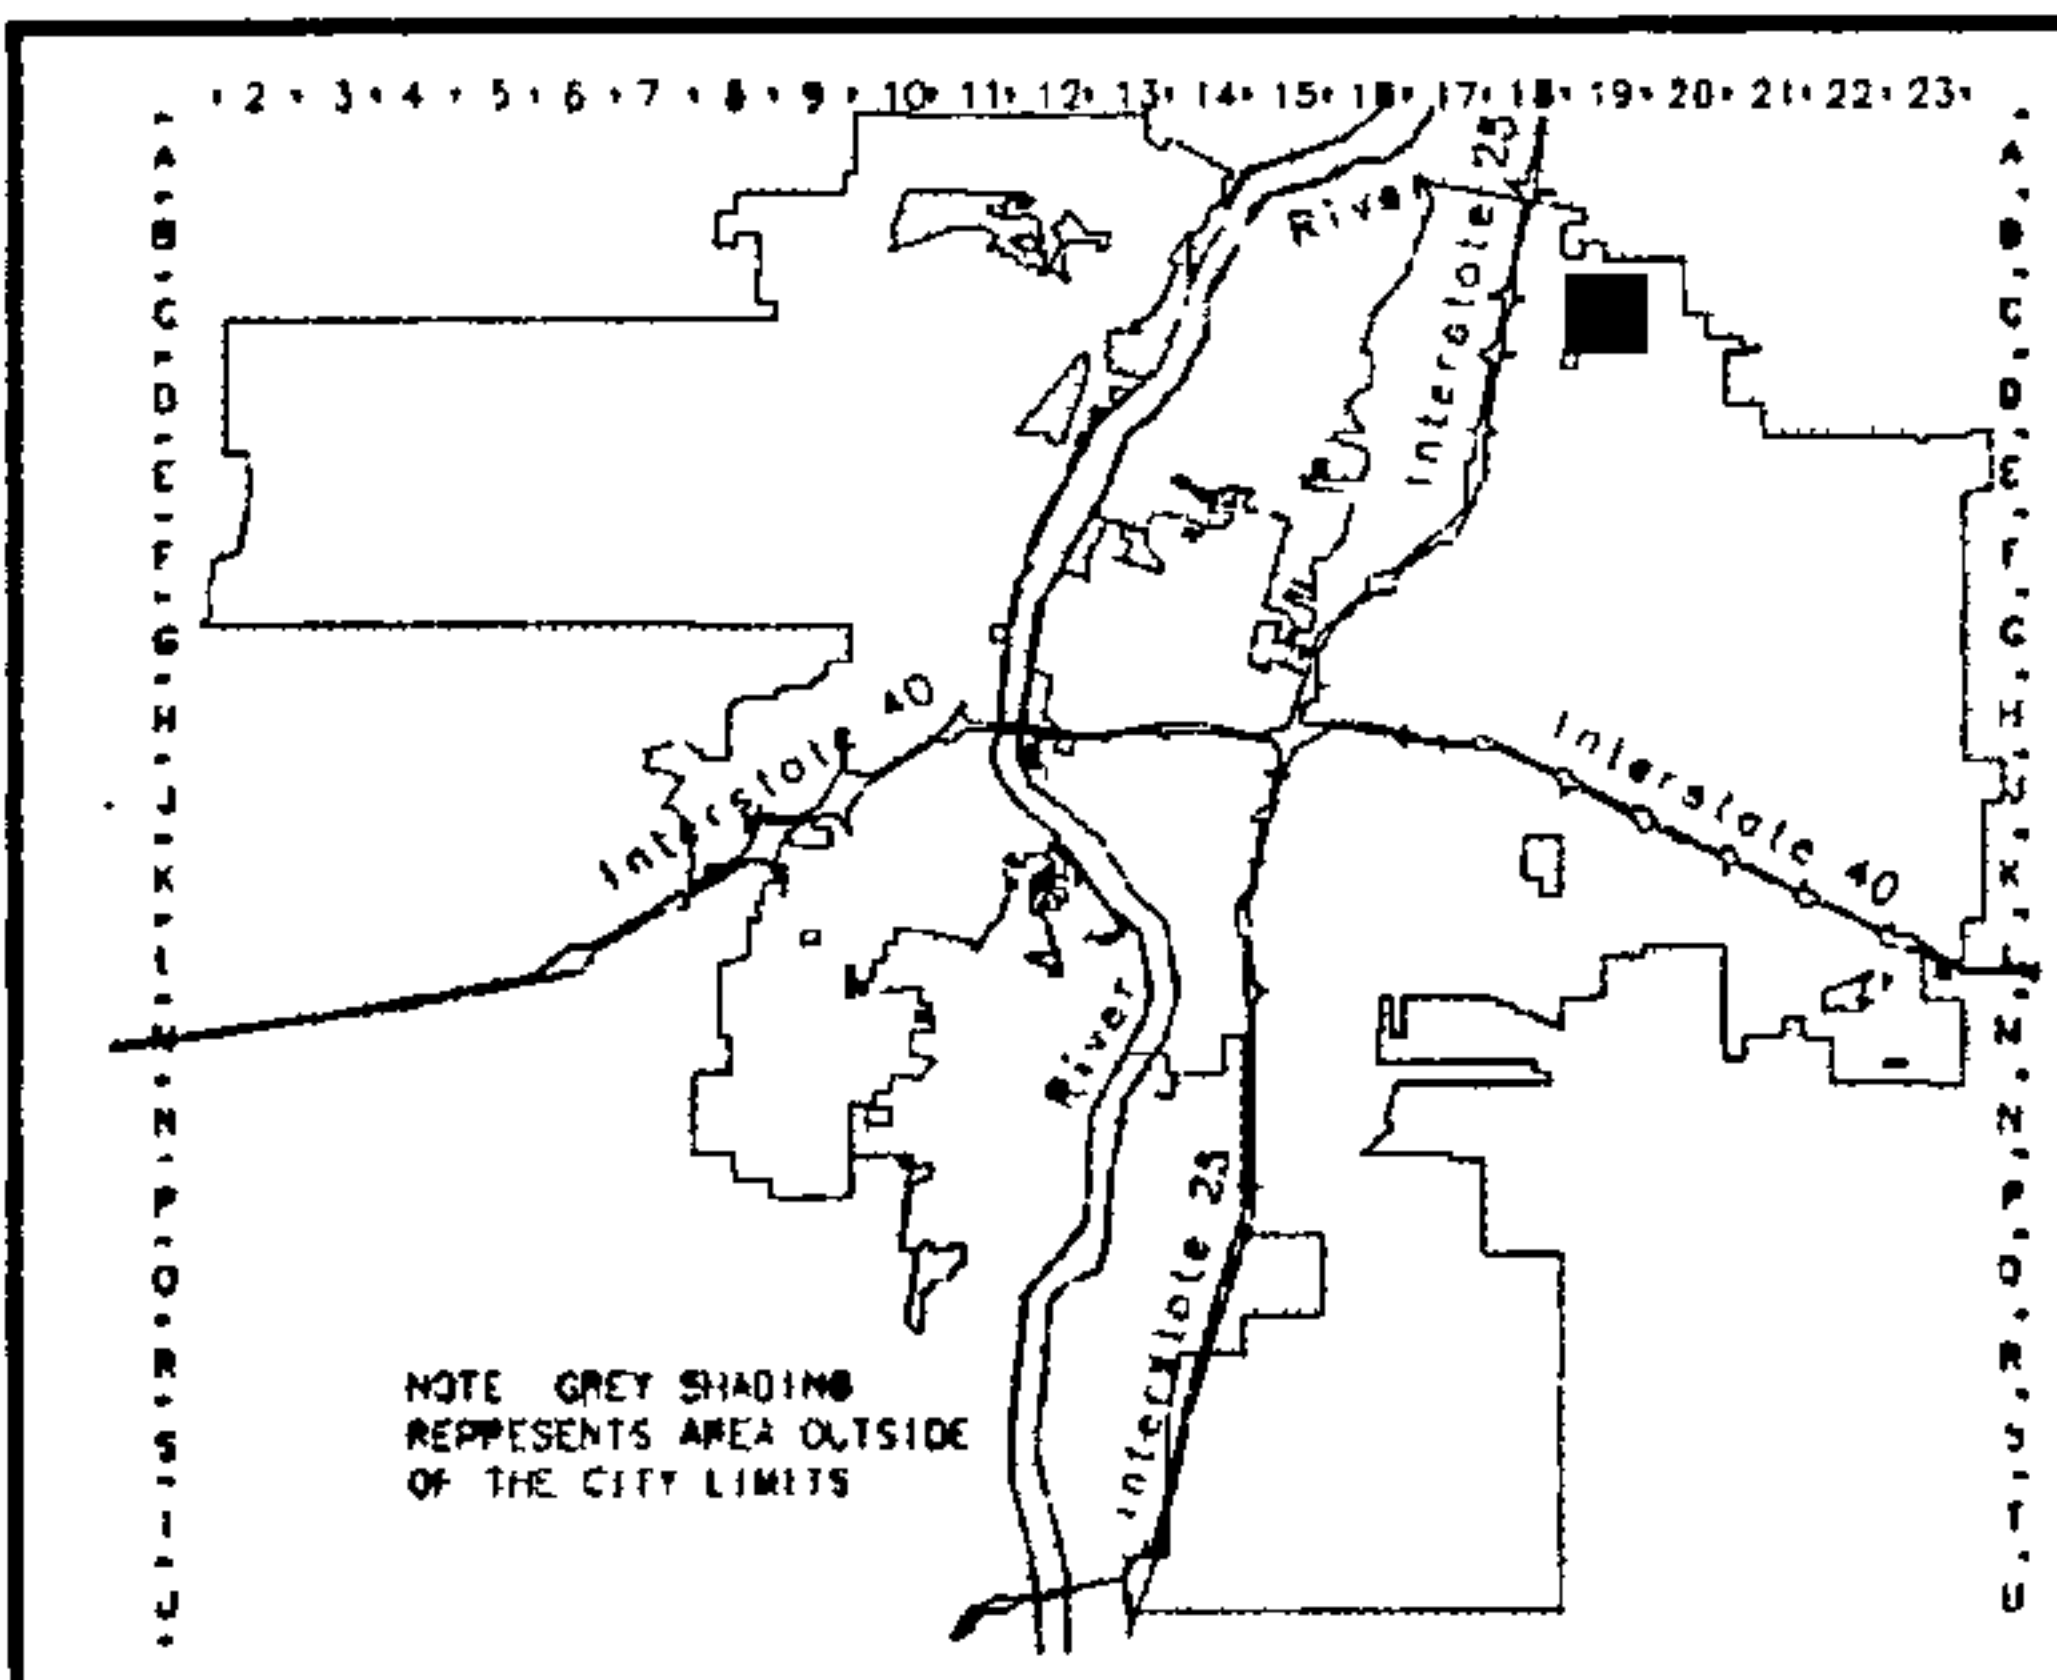 2 3 4 5 6 7 8 9 10 11 12 13 14 15 16 17 18 19 20 21 22 23
A A
B B
C C
D D
E E
F F
G G
H H
J J
K K
L L
M M
N N
P P
Q Q
R R
S S
T T
U U
River
Interstate 25
Interstate 40
Interstate 40
River
Interstate 25
NOTE GREY SHADING
REPRESENTS AREA OUTSIDE
OF THE CITY LIMITS